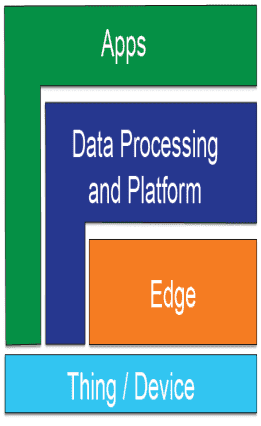 Apps
Data Processing
and Platform
Edge
Thing / Device